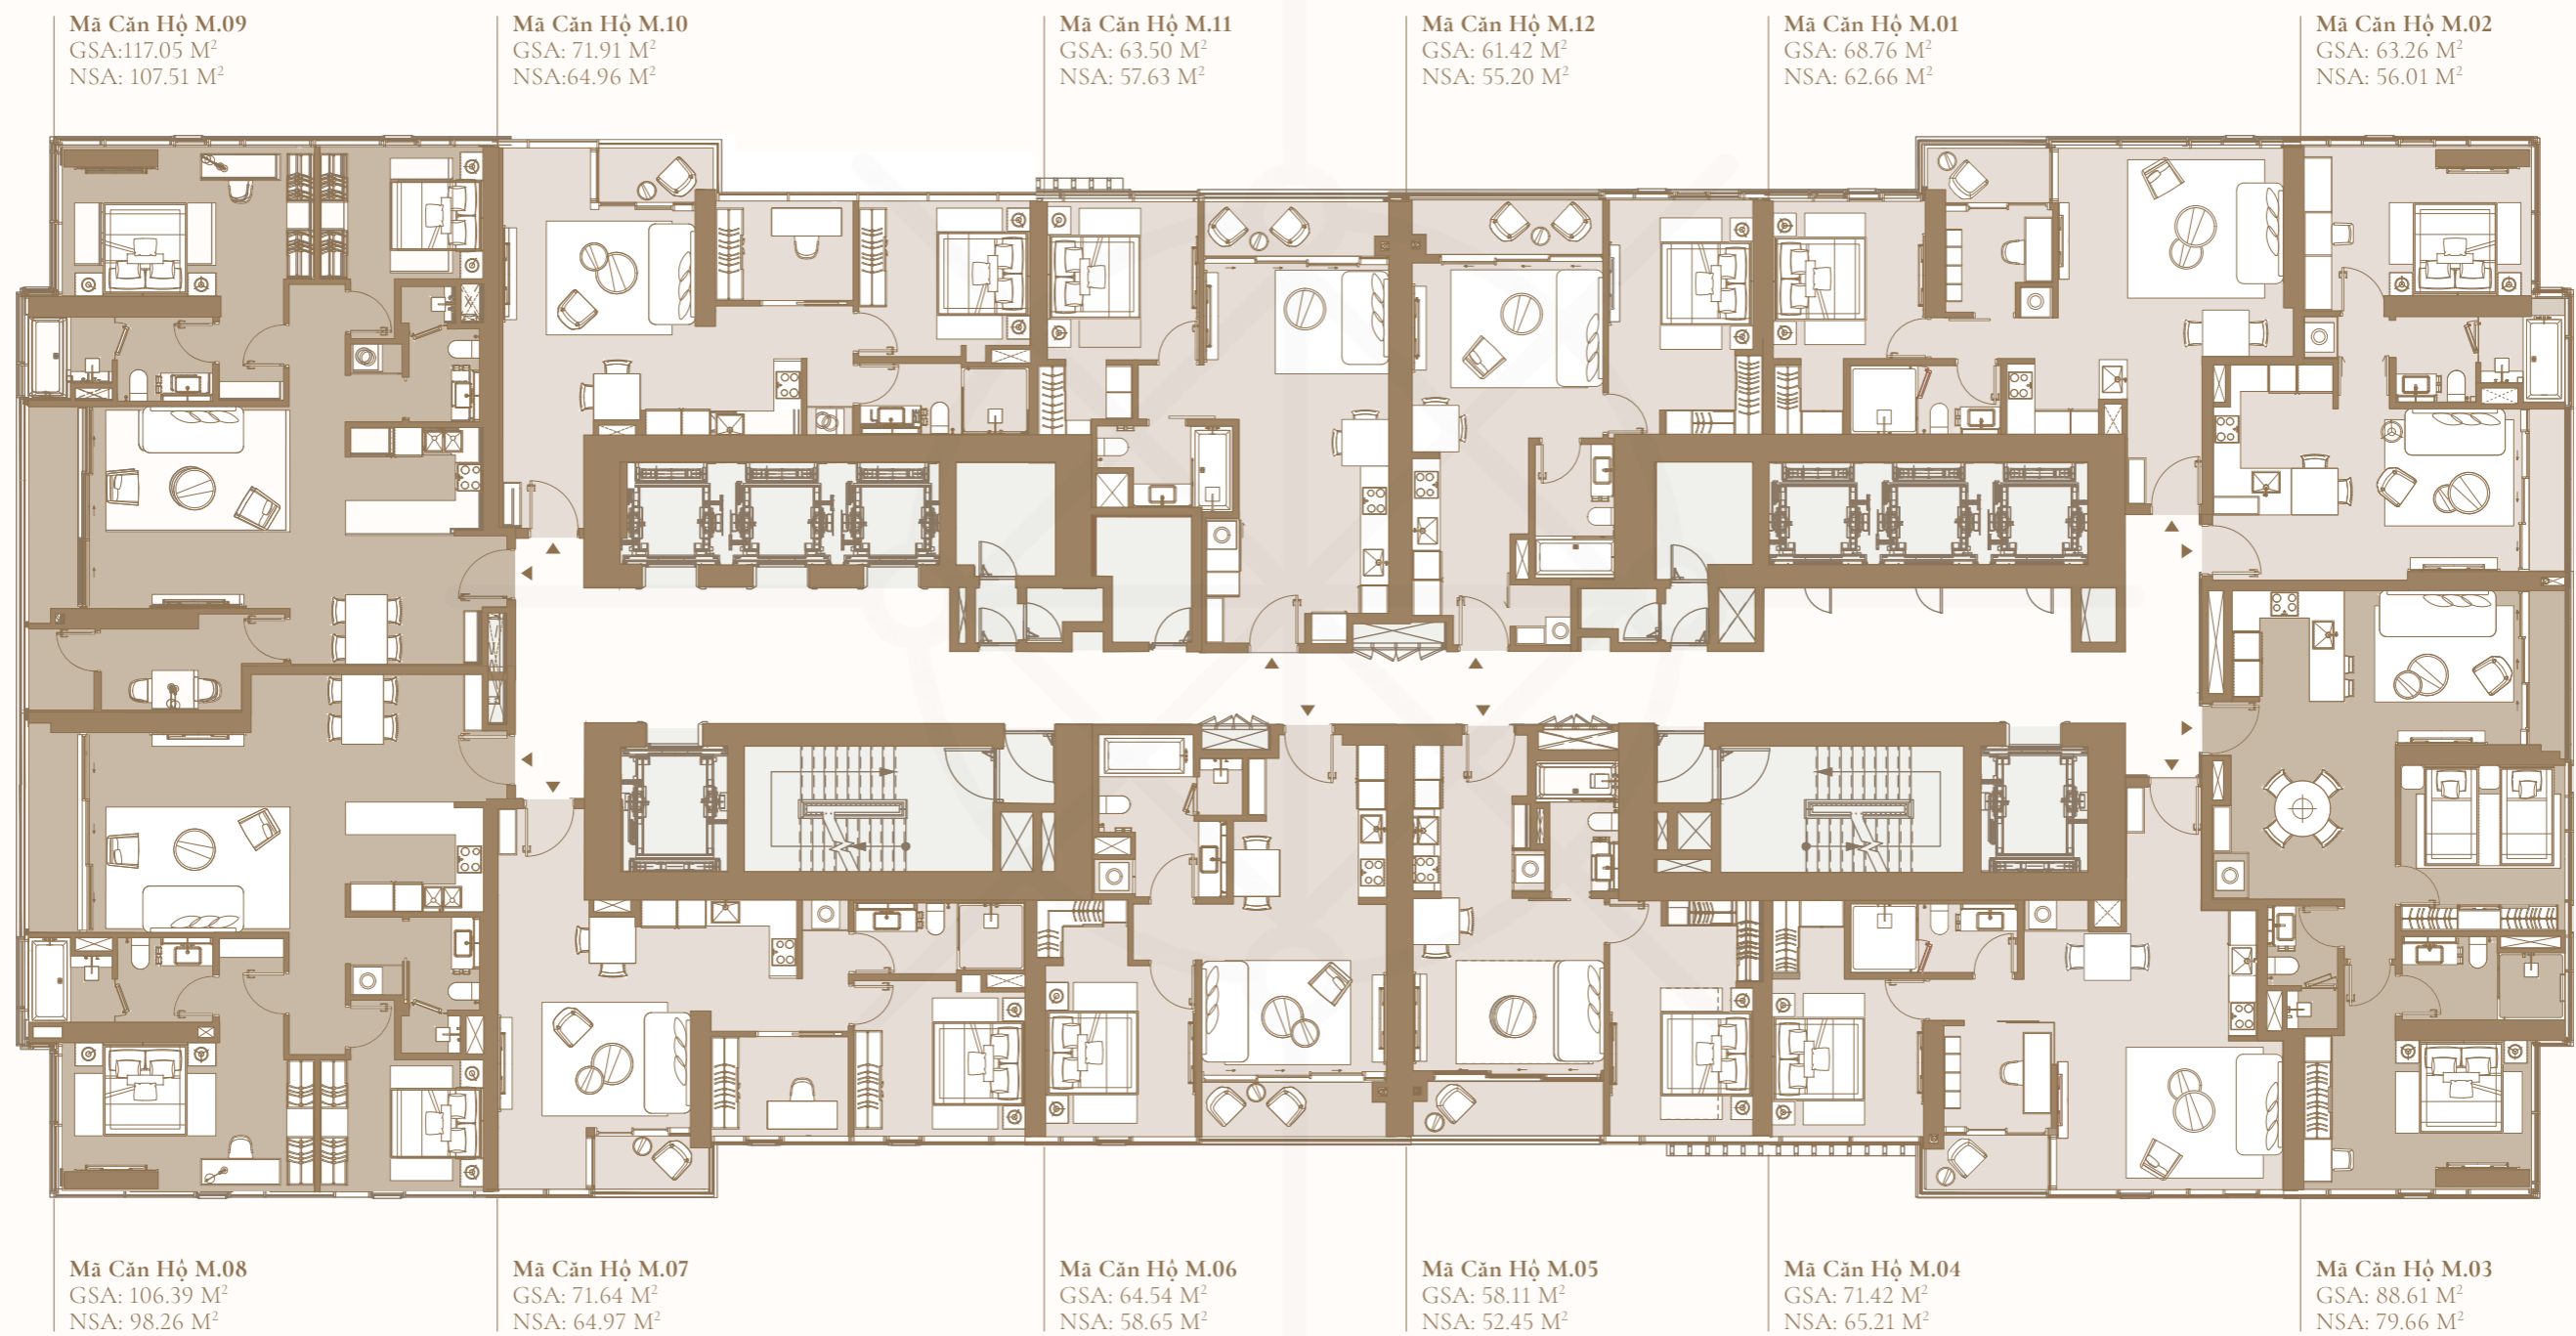 Mã Căn Hộ M.09
GSA:117.05 M²
NSA: 107.51 M²
Mã Căn Hộ M.10
GSA: 71.91 M²
NSA:64.96 M²
Mã Căn Hộ M.11
GSA: 63.50 M²
NSA: 57.63 M²
Mã Căn Hộ M.12
GSA: 61.42 M²
NSA: 55.20 M²
Mã Căn Hộ M.01
GSA: 68.76 M²
NSA: 62.66 M²
Mã Căn Hộ M.02
GSA: 63.26 M²
NSA: 56.01 M²
Mã Căn Hộ M.08
GSA: 106.39 M²
NSA: 98.26 M²
Mã Căn Hộ M.07
GSA: 71.64 M²
NSA: 64.97 M²
Mã Căn Hộ M.06
GSA: 64.54 M²
NSA: 58.65 M²
Mã Căn Hộ M.05
GSA: 58.11 M²
NSA: 52.45 M²
Mã Căn Hộ M.04
GSA: 71.42 M²
NSA: 65.21 M²
Mã Căn Hộ M.03
GSA: 88.61 M²
NSA: 79.66 M²